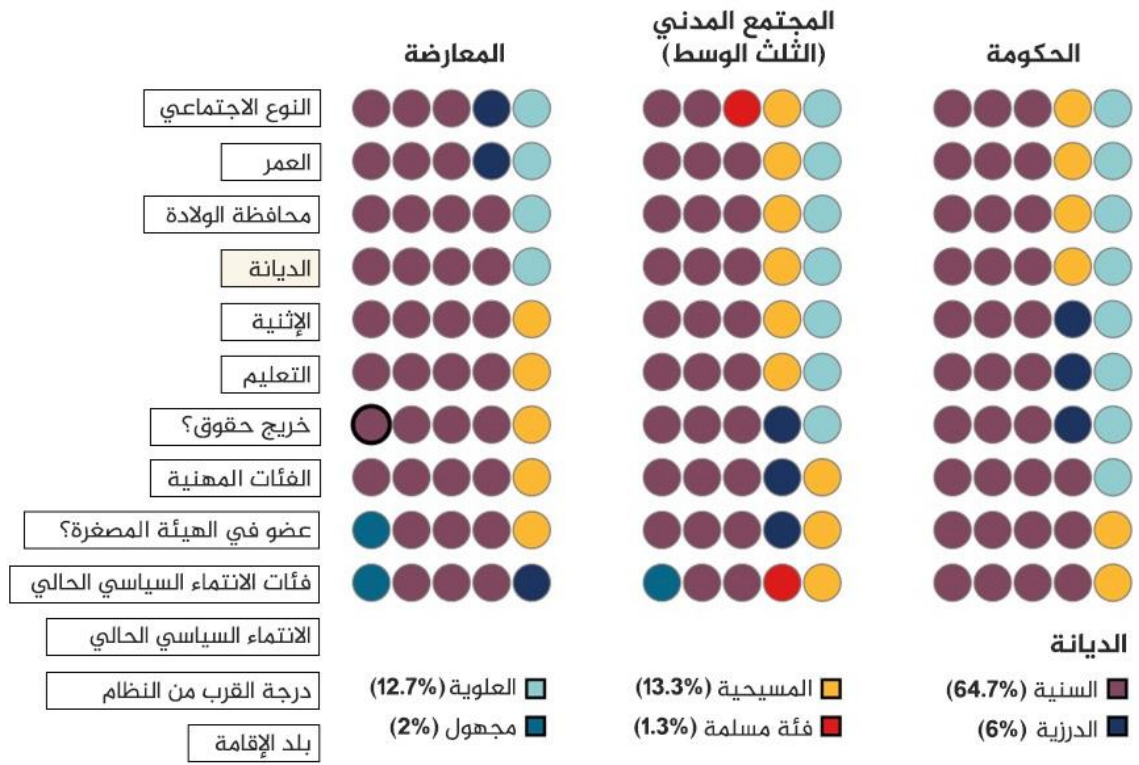 الحكومة
المجتمع المدني
(الثلث الوسط)
المعارضة
النوع الاجتماعي
العمر
محافظة الولادة
الديانة
الإثنية
التعليم
خريج حقوق؟
الفئات المهنية
عضو في الهيئة المصغرة؟
فئات الانتماء السياسي الحالي
الانتماء السياسي الحالي
درجة القرب من النظام
بلد الإقامة
الديانة
السنية (64.7%)
الدرزية (6%)
المسيحية (13.3%)
فئة مسلمة (1.3%)
العلوية (12.7%)
مجهول (2%)